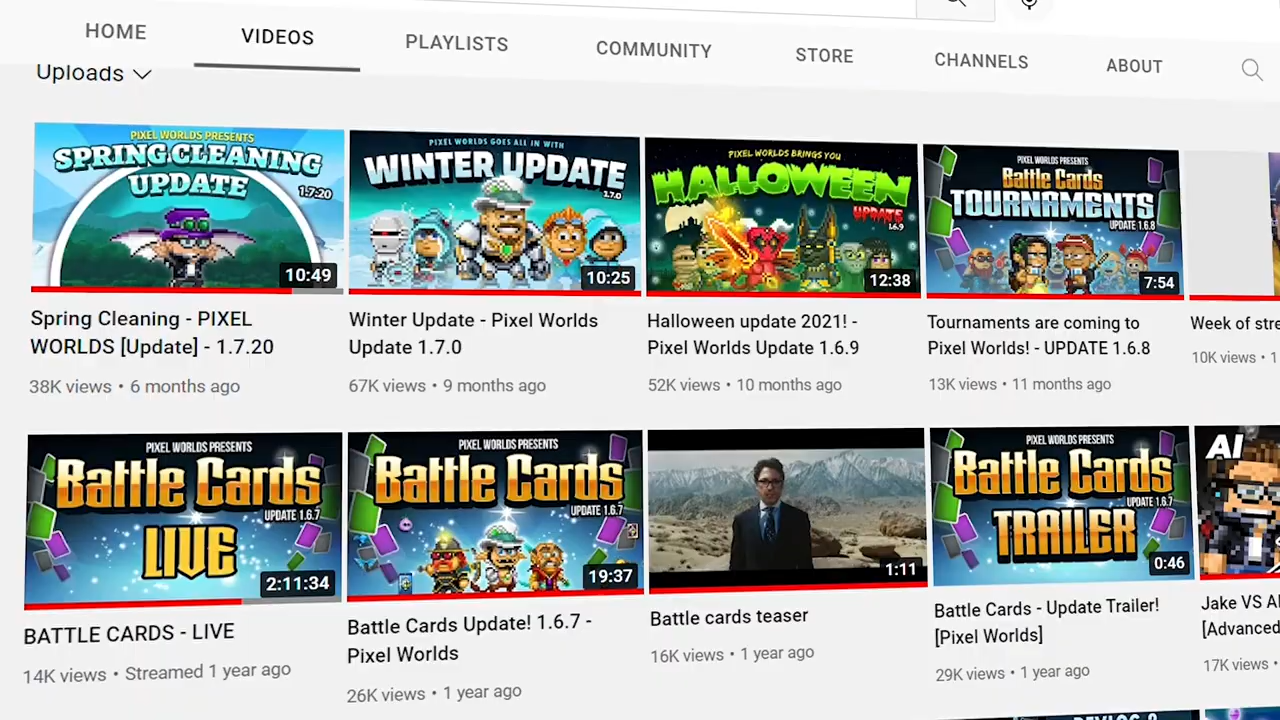 HOME
VIDEOS
PLAYLISTS
COMMUNITY
STORE
CHANNELS
ABOUT
Uploads
PIXEL WORLDS PRESENTS
SPRING CLEANING
UPDATE
1.7.20
10:49
PIXEL WORLDS GOES ALL IN WITH
WINTER UPDATE
1.7.0
10:25
PIXEL WORLDS BRINGS YOU
HALLOWEEN
UPDATE
1.6.9
12:38
PIXEL WORLDS PRESENTS
Battle Cards
TOURNAMENTS
UPDATE 1.6.8
7:54
Spring Cleaning - PIXEL
WORLDS [Update] - 1.7.20
38K views • 6 months ago
Winter Update - Pixel Worlds
Update 1.7.0
67K views • 9 months ago
Halloween update 2021! -
Pixel Worlds Update 1.6.9
52K views • 10 months ago
Tournaments are coming to
Pixel Worlds! - UPDATE 1.6.8
13K views • 11 months ago
Week of stre
10K views • 1
PIXEL WORLDS PRESENTS
Battle Cards
UPDATE 1.6.7
LIVE
2:11:34
PIXEL WORLDS PRESENTS
Battle Cards
UPDATE 1.6.7
19:37
1:11
PIXEL WORLDS PRESENTS
Battle Cards
UPDATE 1.6.7
TRAILER
0:46
AI
BATTLE CARDS - LIVE
14K views • Streamed 1 year ago
Battle Cards Update! 1.6.7 -
Pixel Worlds
26K views • 1 year ago
Battle cards teaser
16K views • 1 year ago
Battle Cards - Update Trailer!
[Pixel Worlds]
29K views • 1 year ago
Jake VS AI
[Advanced
17K views •